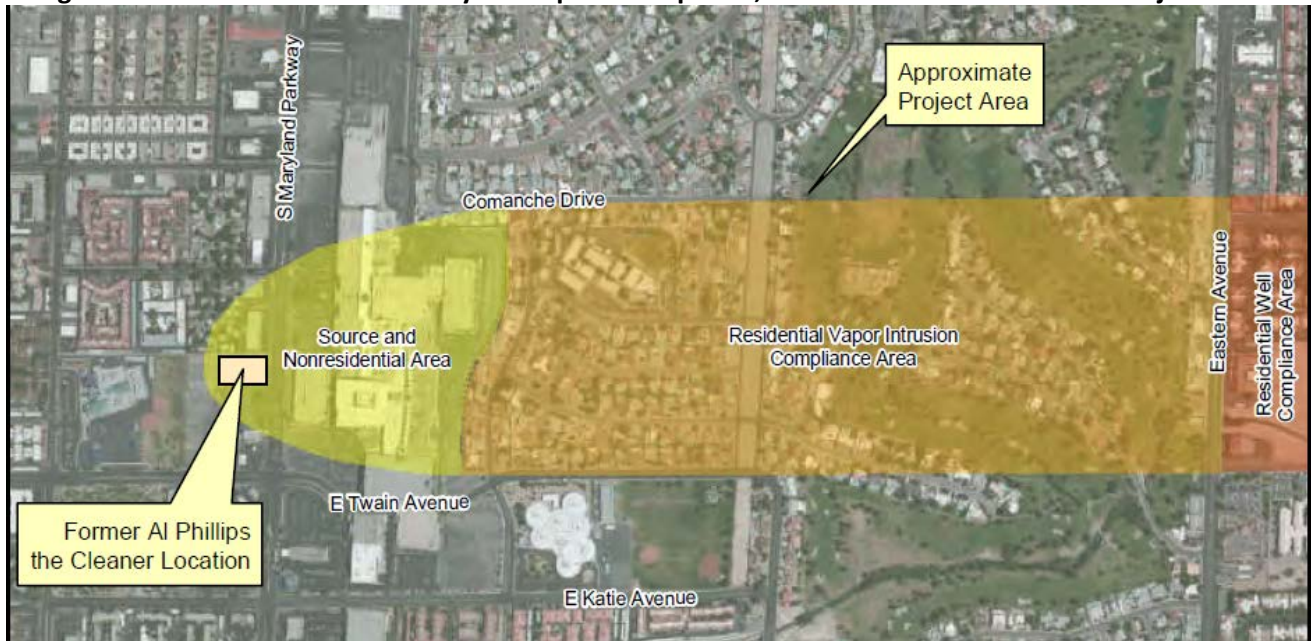 S Maryland Parkway
Approximate
Project Area
Comanche Drive
Source and
Nonresidential Area
Residential Vapor Intrusion
Compliance Area
Eastern Avenue
Residential Well
Compliance Area
E Twain Avenue
Former Al Phillips
the Cleaner Location
E Katie Avenue